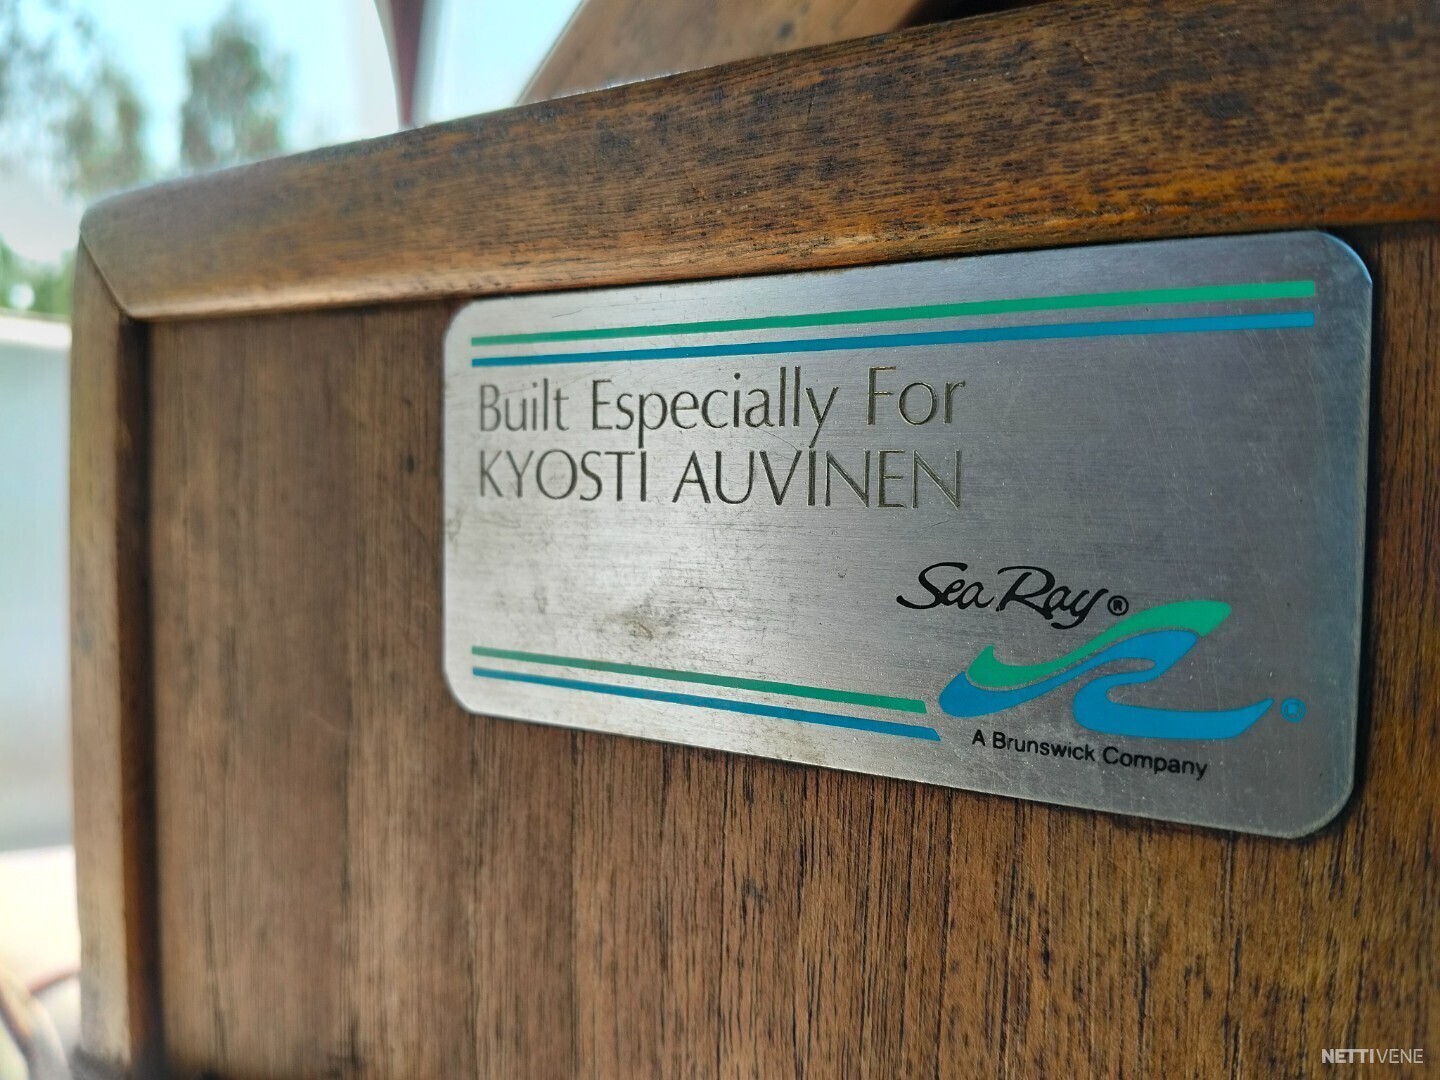 Built Especially For
KYOSTI AUVINEN
Sea Ray®
®
A Brunswick Company
NETTIVENE